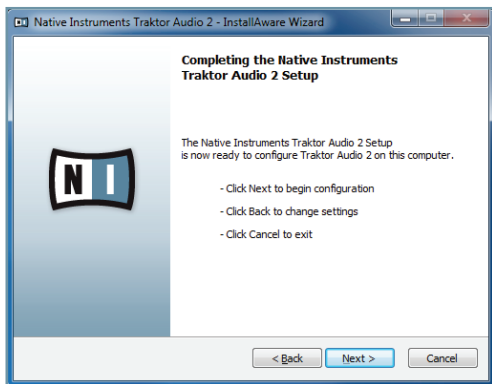 Native Instruments Traktor Audio 2 - InstallAware Wizard
Completing the Native Instruments
Traktor Audio 2 Setup
The Native Instruments Traktor Audio 2 Setup
is now ready to configure Traktor Audio 2 on this computer.
- Click Next to begin configuration
- Click Back to change settings
- Click Cancel to exit
N I
< Back Next > Cancel